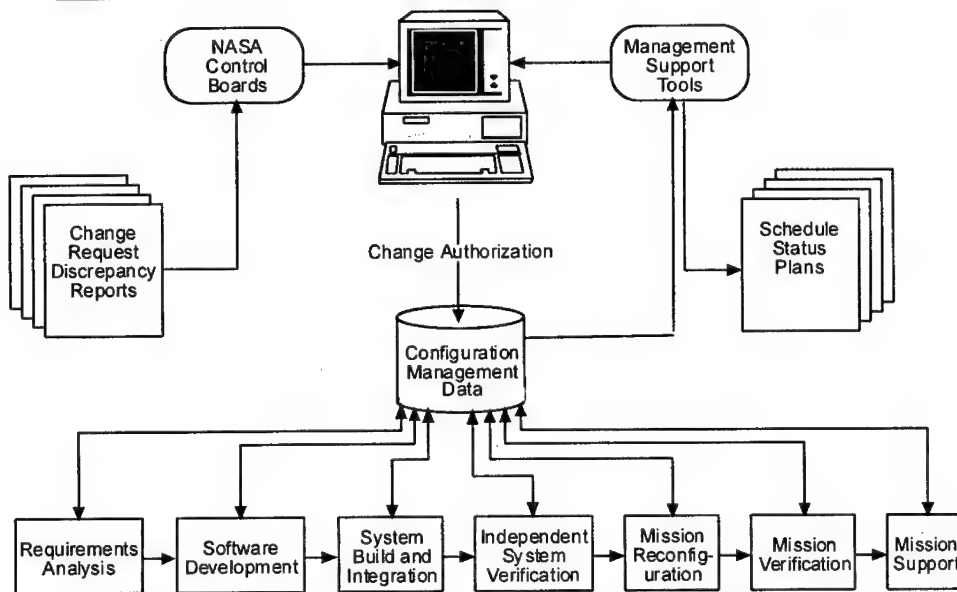 NASA
Control
Boards
Management
Support
Tools
Change
Request
Discrepancy
Reports
Change Authorization
Schedule
Status
Plans
Configuration
Management
Data
Requirements
Analysis
Software
Development
System
Build and
Integration
Independent
System
Verification
Mission
Reconfig-
uration
Mission
Verification
Mission
Support